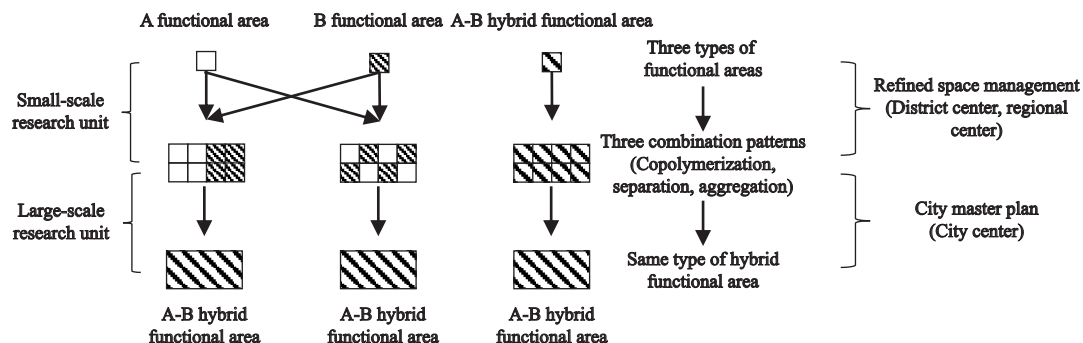 A functional area
B functional area
A-B hybrid functional area
Three types of
functional areas
Small-scale
research unit
Refined space management
(District center, regional
center)
Three combination patterns
(Copolymerization,
separation, aggregation)
Large-scale
research unit
City master plan
(City center)
Same type of hybrid
functional area
A-B hybrid
functional area
A-B hybrid
functional area
A-B hybrid
functional area